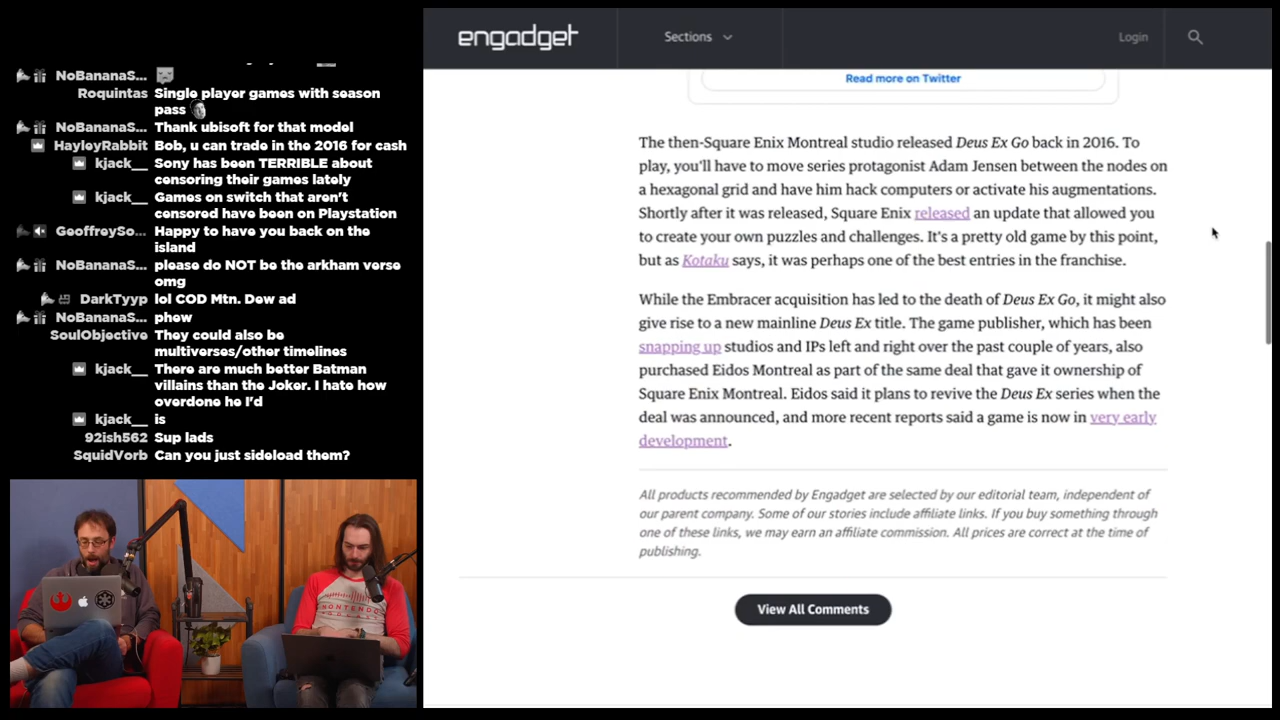 NoBananaS...
Roquintas Single player games with season
pass
NoBananaS... Thank ubisoft for that model
HayleyRabbit Bob, u can trade in the 2016 for cash
kjack__ Sony has been TERRIBLE about
censoring their games lately
kjack__ Games on switch that aren't
censored have been on Playstation
GeoffreySo... Happy to have you back on the
island
NoBananaS... please do NOT be the arkham verse
omg
DarkTyyp lol COD Mtn. Dew ad
NoBananaS... phew
SoulObjective They could also be
multiverses/other timelines
kjack__ There are much better Batman
villains than the Joker. I hate how
overdone he I'd
kjack__ is
92ish562 Sup lads
SquidVorb Can you just sideload them?
engadget
Sections
Login
Read more on Twitter
The then-Square Enix Montreal studio released Deus Ex Go back in 2016. To
play, you'll have to move series protagonist Adam Jensen between the nodes on
a hexagonal grid and have him hack computers or activate his augmentations.
Shortly after it was released, Square Enix released an update that allowed you
to create your own puzzles and challenges. It's a pretty old game by this point,
but as Kotaku says, it was perhaps one of the best entries in the franchise.
While the Embracer acquisition has led to the death of Deus Ex Go, it might also
give rise to a new mainline Deus Ex title. The game publisher, which has been
snapping up studios and IPs left and right over the past couple of years, also
purchased Eidos Montreal as part of the same deal that gave it ownership of
Square Enix Montreal. Eidos said it plans to revive the Deus Ex series when the
deal was announced, and more recent reports said a game is now in very early
development.
All products recommended by Engadget are selected by our editorial team, independent of
our parent company. Some of our stories include affiliate links. If you buy something through
one of these links, we may earn an affiliate commission. All prices are correct at the time of
publishing.
View All Comments